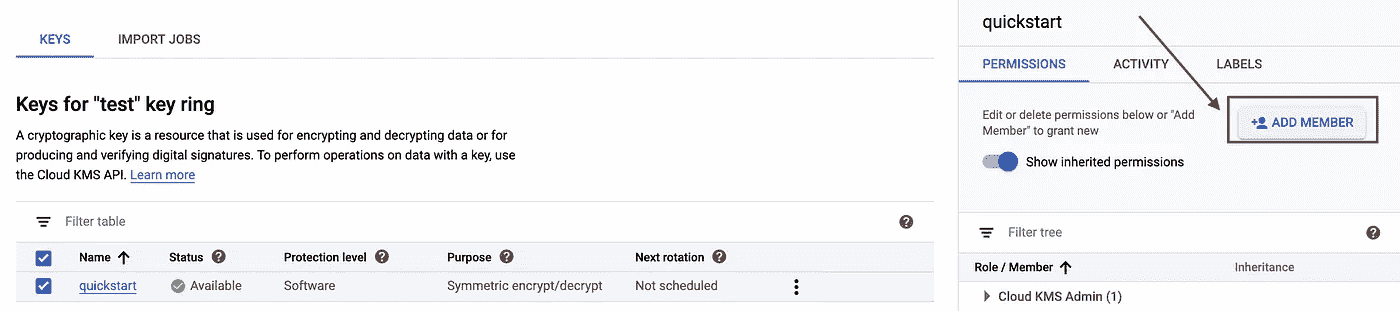 KEYS IMPORT JOBS
Keys for "test" key ring
A cryptographic key is a resource that is used for encrypting and decrypting data or for
producing and verifying digital signatures. To perform operations on data with a key, use
the Cloud KMS API. Learn more
Filter table
Name Status Protection level Purpose Next rotation
quickstart Available Software Symmetric encrypt/decrypt Not scheduled
quickstart
PERMISSIONS ACTIVITY LABELS
Edit or delete permissions below or "Add
Member" to grant new
ADD MEMBER
Show inherited permissions
Filter tree
Role / Member Inheritance
Cloud KMS Admin (1)